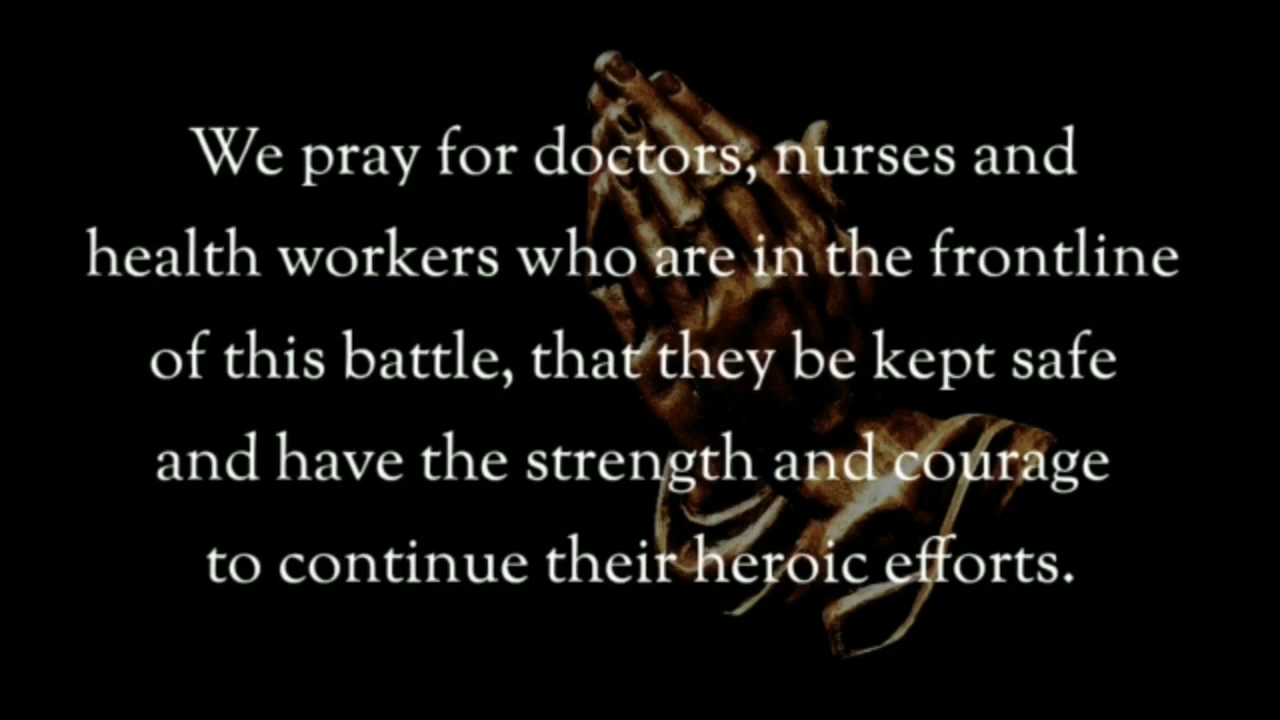 We pray for doctors, nurses and
health workers who are in the frontline
of this battle, that they be kept safe
and have the strength and courage
to continue their heroic efforts.